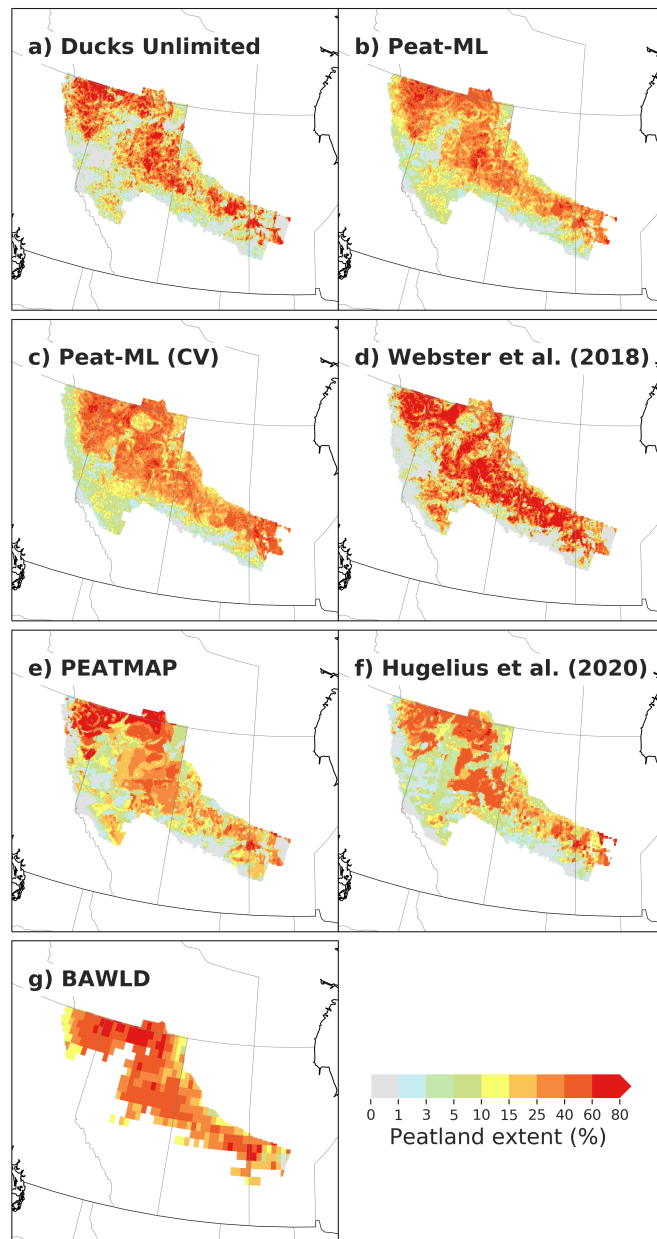 a) Ducks Unlimited
b) Peat-ML
c) Peat-ML (CV)
d) Webster et al. (2018)
e) PEATMAP
f) Hugelius et al. (2020)
g) BAWLD
0 1 3 5 10 15 25 40 60 80
Peatland extent (%)